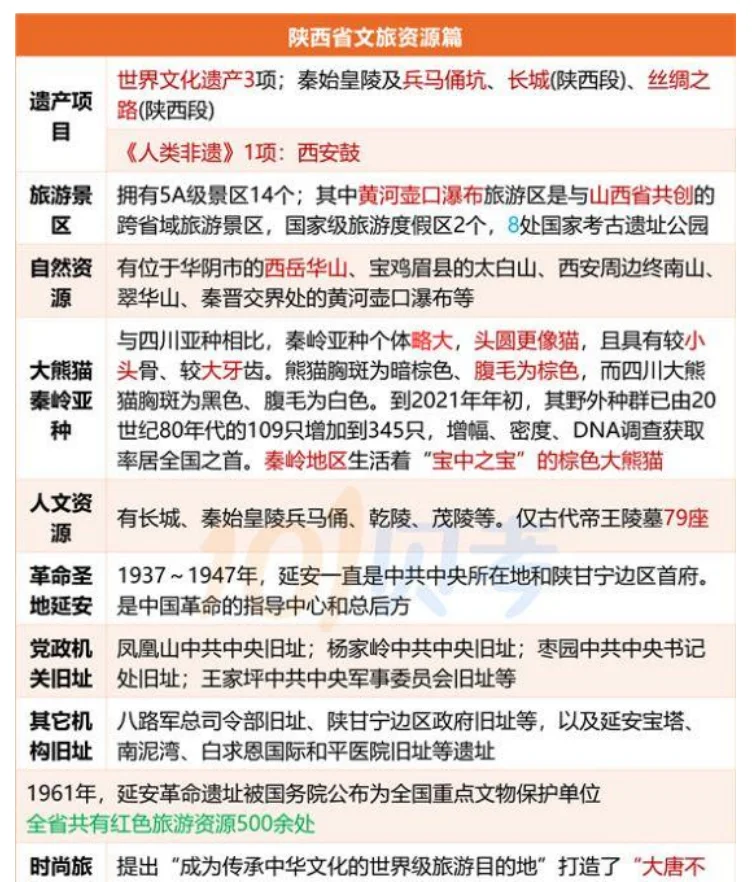 陕西省文旅资源篇
遗产项
目
世界文化遗产3项；秦始皇陵及兵马俑坑、长城(陕西段)、丝绸之
路(陕西段)
《人类非遗》1项：西安鼓
旅游景
区
拥有5A级景区14个；其中黄河壶口瀑布旅游区是与山西省共创的
跨省域旅游景区，国家级旅游度假区2个，8处国家考古遗址公园
自然资
源
有位于华阴市的西岳华山、宝鸡眉县的太白山、西安周边终南山、
翠华山、秦晋交界处的黄河壶口瀑布等
大熊猫
秦岭亚
种
与四川亚种相比，秦岭亚种个体略大，头圆更像猫，且具有较小
头骨、较大牙齿。熊猫胸斑为暗棕色、腹毛为棕色，而四川大熊
猫胸斑为黑色、腹毛为白色。到2021年年初，其野外种群已由20
世纪80年代的109只增加到345只，增幅、密度、DNA调查获取
率居全国之首。秦岭地区生活着“宝中之宝”的棕色大熊猫
人文资
源
有长城、秦始皇陵兵马俑、乾陵、茂陵等。仅古代帝王陵墓79座
革命圣
地延安
1937～1947年，延安一直是中共中央所在地和陕甘宁边区首府。
是中国革命的指导中心和总后方
党政机
关旧址
凤凰山中共中央旧址；杨家岭中共中央旧址；枣园中共中央书记
处旧址；王家坪中共中央军事委员会旧址等
其它机
构旧址
八路军总司令部旧址、陕甘宁边区政府旧址等，以及延安宝塔、
南泥湾、白求恩国际和平医院旧址等遗址
1961年，延安革命遗址被国务院公布为全国重点文物保护单位
全省共有红色旅游资源500余处
时尚旅
提出“成为传承中华文化的世界级旅游目的地”打造了“大唐不
101贝考